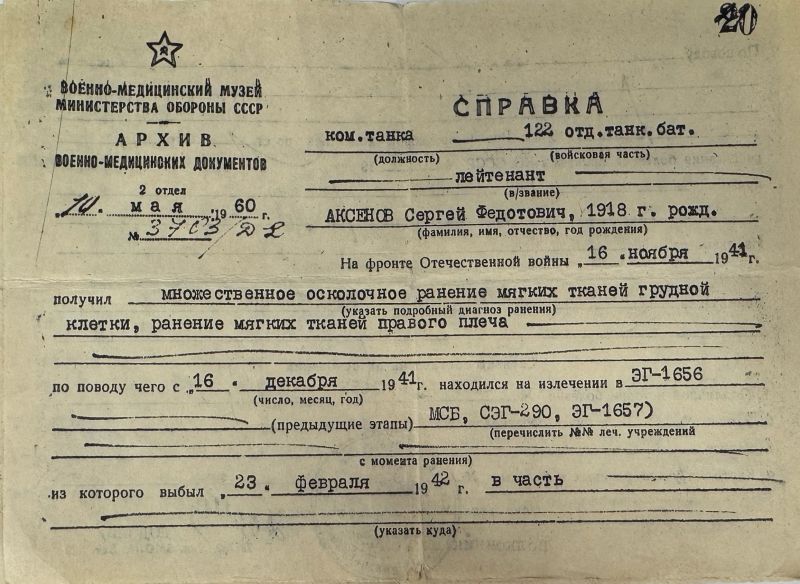 20
ВОЕННО-МЕДИЦИНСКИЙ МУЗЕЙ
МИНИСТЕРСТВА ОБОРОНЫ СССР
АРХИВ
ВОЕННО-МЕДИЦИНСКИХ ДОКУМЕНТОВ
2 отдел
„10." мая 1960 г.
№ 3703/
СПРАВКА
ком.танка 122 отд.танк.бат.
(должность) (войсковая часть)
лейтенант
(в/звание)
АКСЕНОВ Сергей Федотович, 1918 г. рожд.
(фамилия, имя, отчество, год рождения)
На фронте Отечественной войны „16." ноября 1941 г.
получил множественное осколочное ранение мягких тканей грудной
(указать подробный диагноз ранения)
клетки, ранение мягких тканей правого плеча
по поводу чего с „16." декабря 1941 г. находился на излечении в ЭГ-1656
(число, месяц, год)
(предыдущие этапы) МСБ, СЭГ-290, ЭГ-1657)
(перечислить №№ леч. учреждений
с момента ранения)
из которого выбыл „23." февраля 1942 г. в часть
(указать куда)